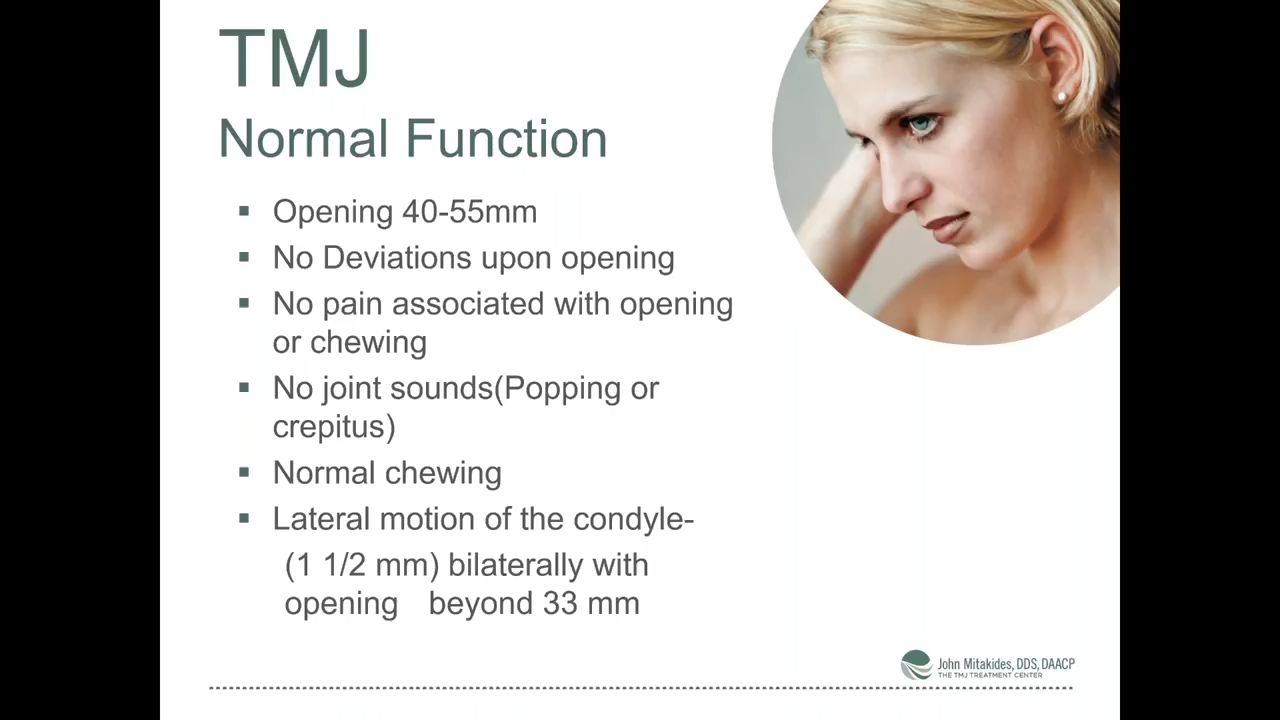 TMJ
Normal Function
▪ Opening 40-55mm
▪ No Deviations upon opening
▪ No pain associated with opening
or chewing
▪ No joint sounds(Popping or
crepitus)
▪ Normal chewing
▪ Lateral motion of the condyle-
(1 1/2 mm) bilaterally with
opening beyond 33 mm
John Mitakides, DDS, DAACP
THE TMJ TREATMENT CENTER